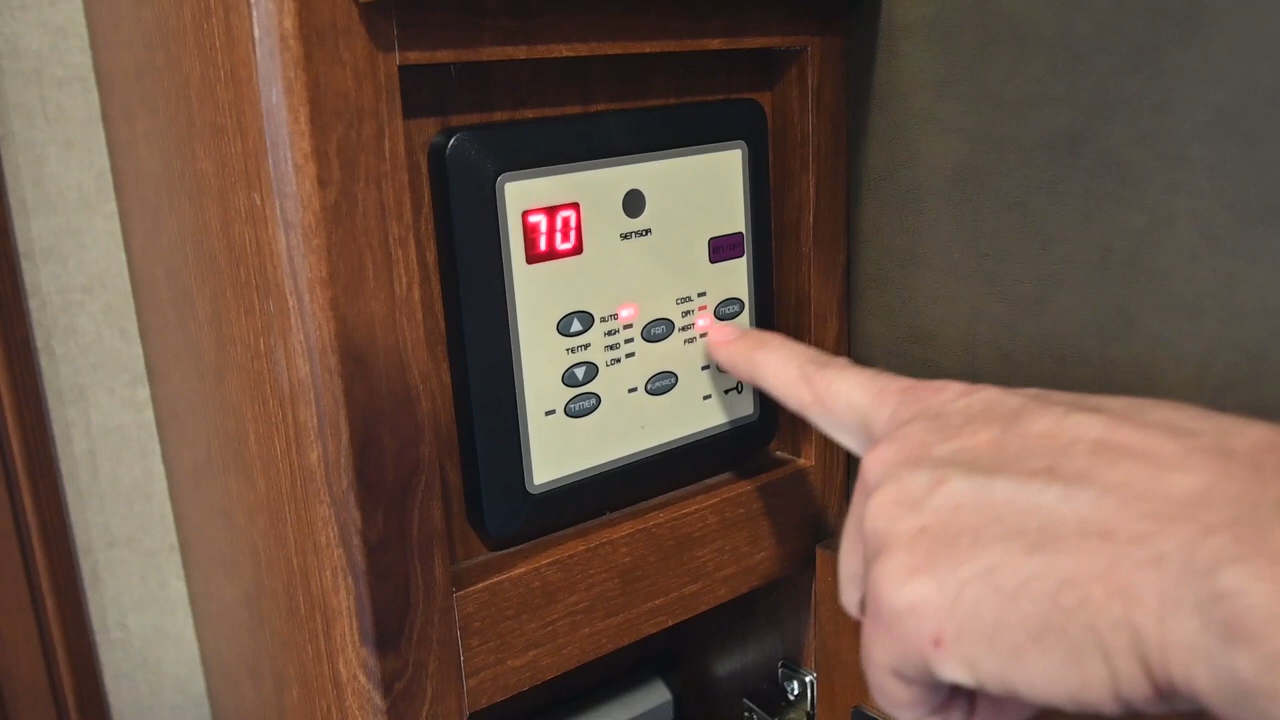 70
SENSOR
ON/OFF
COOL
AUTO
DRY
MODE
HIGH
FAN
HEAT
TEMP
MED
FAN
LOW
TIMER
FURNACE